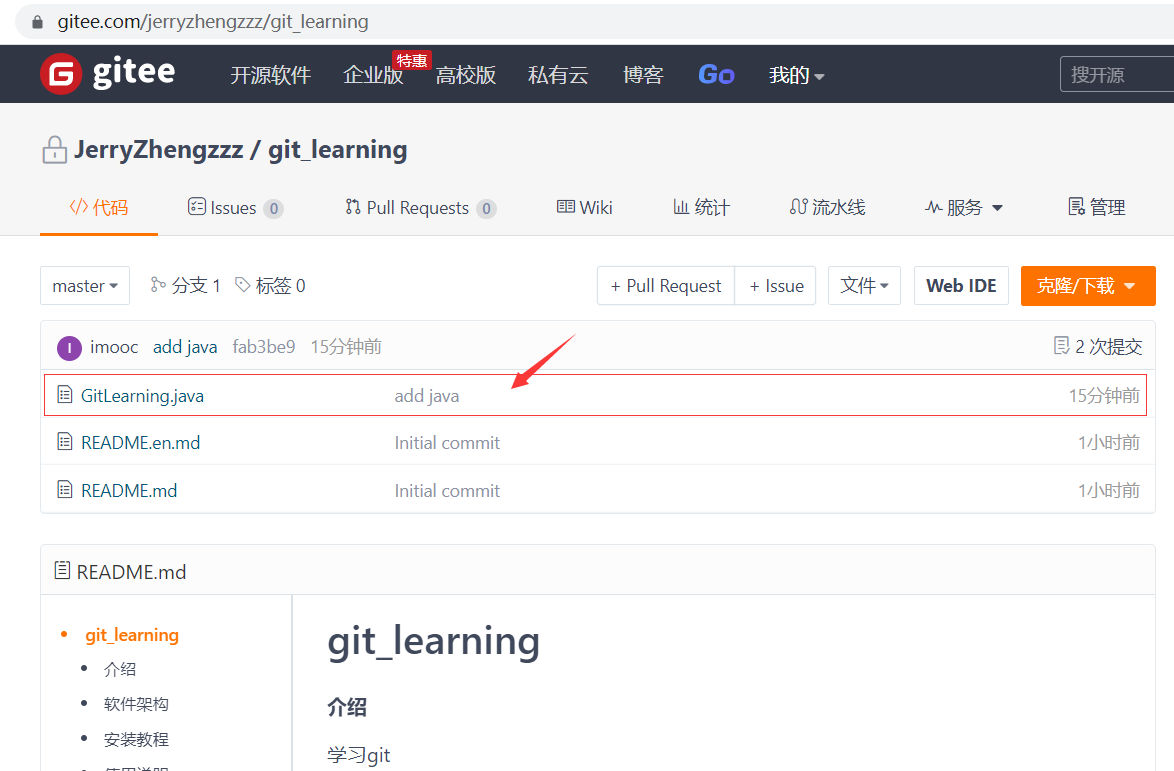 gitee.com/jerryzhengzzz/git_learning
gitee 开源软件 企业版 特惠 高校版 私有云 博客 Go 我的 搜开源
JerryZhengzzz / git_learning
代码 Issues 0 Pull Requests 0 Wiki 统计 流水线 服务 管理
master 分支 1 标签 0 + Pull Request + Issue 文件 Web IDE 克隆/下载
I imooc add java fab3be9 15分钟前 2 次提交
GitLearning.java add java 15分钟前
README.en.md Initial commit 1小时前
README.md Initial commit 1小时前
README.md
git_learning
介绍
软件架构
安装教程
使用说明
git_learning
介绍
学习git